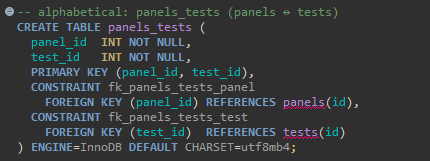 -- alphabetical: panels_tests (panels ↔ tests)
CREATE TABLE panels_tests (
  panel_id  INT NOT NULL,
  test_id   INT NOT NULL,
  PRIMARY KEY (panel_id, test_id),
  CONSTRAINT fk_panels_tests_panel
    FOREIGN KEY (panel_id) REFERENCES panels(id),
  CONSTRAINT fk_panels_tests_test
    FOREIGN KEY (test_id)  REFERENCES tests(id)
) ENGINE=InnoDB DEFAULT CHARSET=utf8mb4;